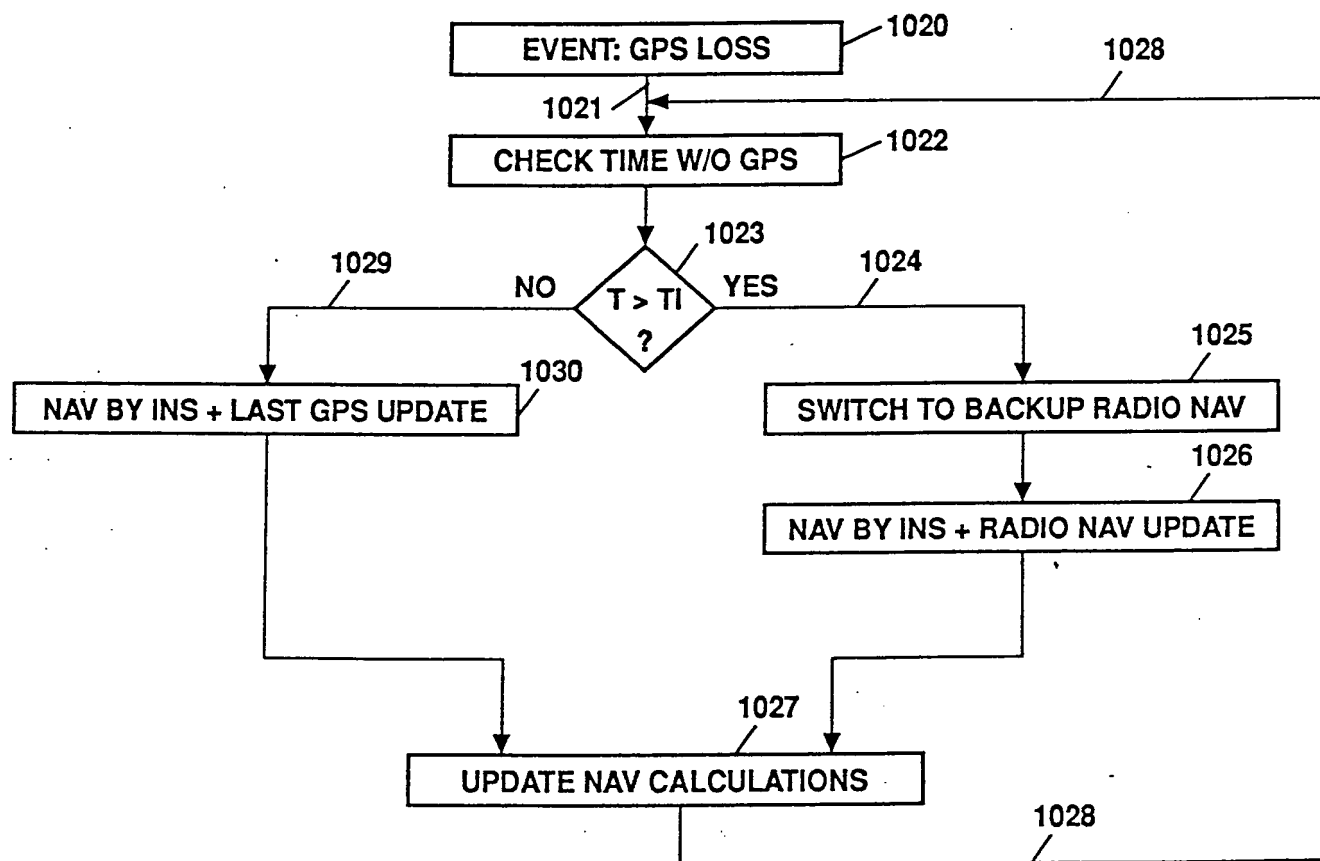 EVENT: GPS LOSS
1020
1028
1021
CHECK TIME W/O GPS
1022
1023
1029
NO
T > TI
?
YES
1024
1030
NAV BY INS + LAST GPS UPDATE
1025
SWITCH TO BACKUP RADIO NAV
1026
NAV BY INS + RADIO NAV UPDATE
1027
UPDATE NAV CALCULATIONS
1028